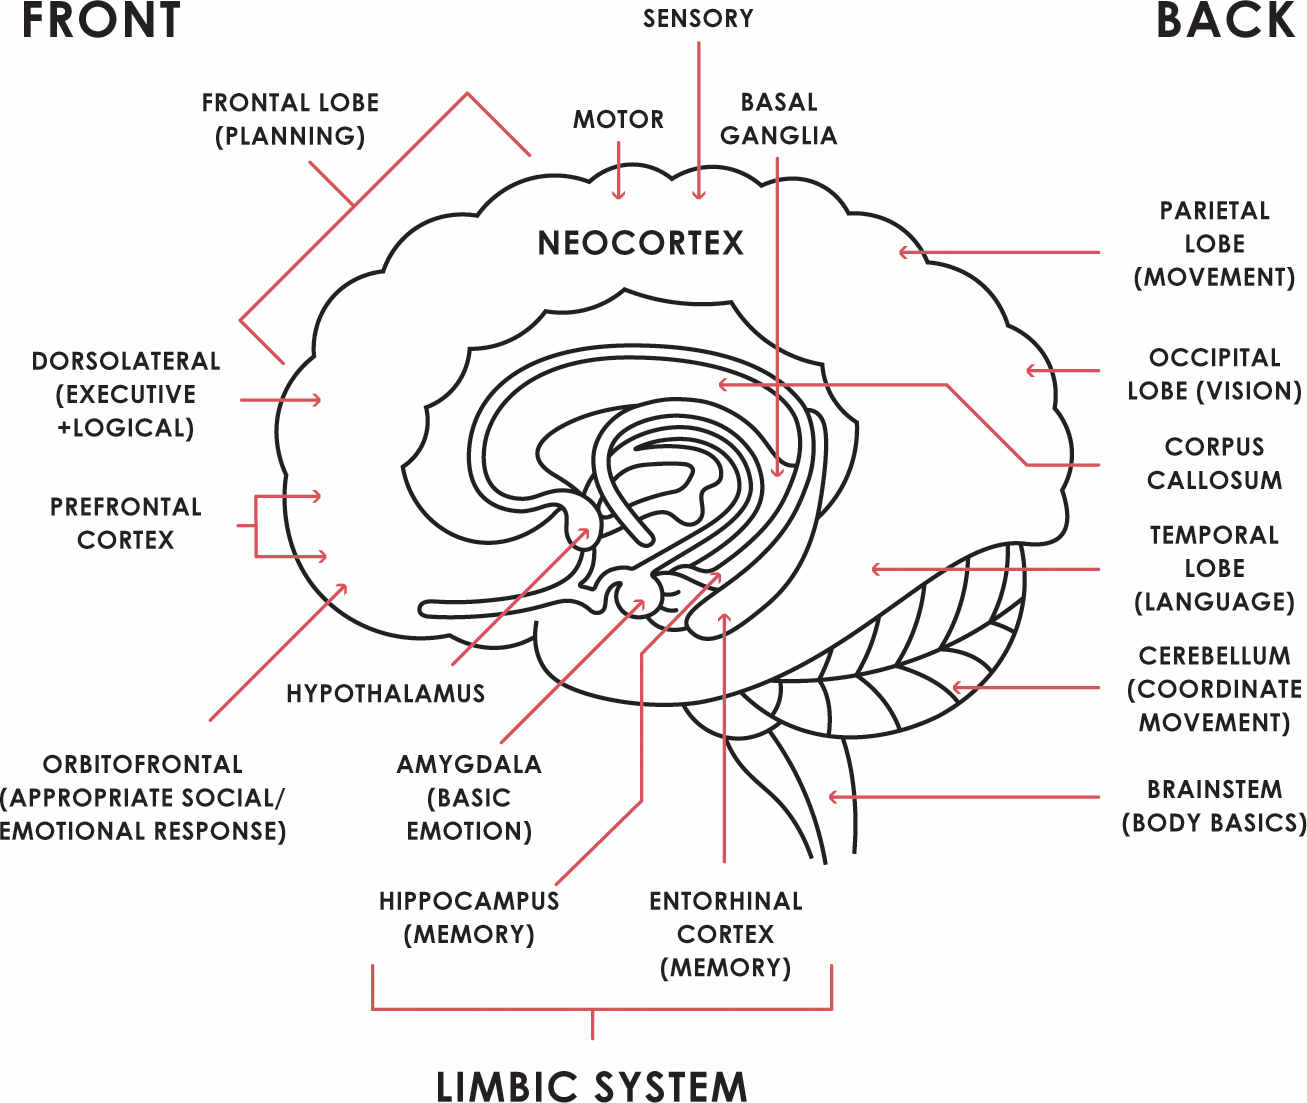 FRONT
SENSORY
BACK
FRONTAL LOBE
(PLANNING)
MOTOR
BASAL
GANGLIA
NEOCORTEX
PARIETAL
LOBE
(MOVEMENT)
DORSOLATERAL
(EXECUTIVE
+LOGICAL)
OCCIPITAL
LOBE (VISION)
CORPUS
CALLOSUM
PREFRONTAL
CORTEX
TEMPORAL
LOBE
(LANGUAGE)
CEREBELLUM
(COORDINATE
MOVEMENT)
HYPOTHALAMUS
ORBITOFRONTAL
(APPROPRIATE SOCIAL/
EMOTIONAL RESPONSE)
AMYGDALA
(BASIC
EMOTION)
BRAINSTEM
(BODY BASICS)
HIPPOCAMPUS
(MEMORY)
ENTORHINAL
CORTEX
(MEMORY)
LIMBIC SYSTEM